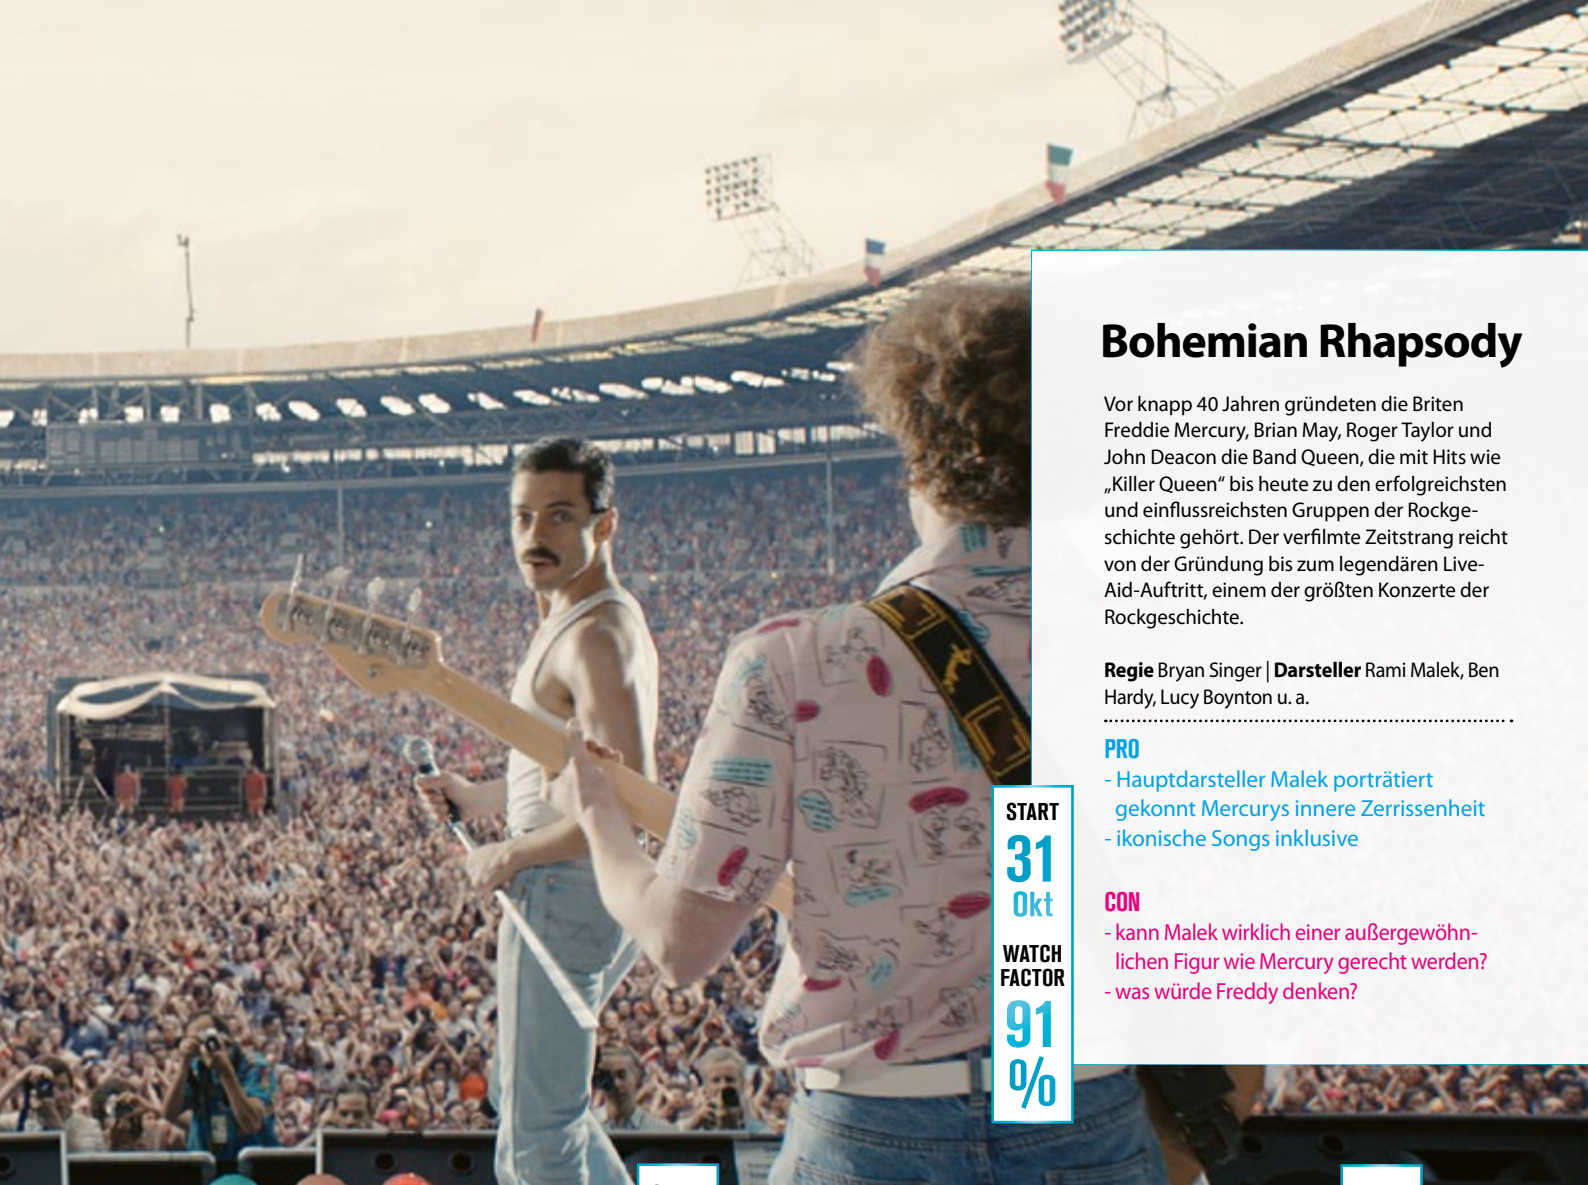 Bohemian Rhapsody
Vor knapp 40 Jahren gründeten die Briten
Freddie Mercury, Brian May, Roger Taylor und
John Deacon die Band Queen, die mit Hits wie
„Killer Queen“ bis heute zu den erfolgreichsten
und einflussreichsten Gruppen der Rockge-
schichte gehört. Der verfilmte Zeitstrang reicht
von der Gründung bis zum legendären Live-
Aid-Auftritt, einem der größten Konzerte der
Rockgeschichte.
Regie Bryan Singer | Darsteller Rami Malek, Ben
Hardy, Lucy Boynton u. a.
PRO
- Hauptdarsteller Malek porträtiert
gekonnt Mercurys innere Zerrissenheit
- ikonische Songs inklusive
CON
- kann Malek wirklich einer außergewöhn-
lichen Figur wie Mercury gerecht werden?
- was würde Freddy denken?
START
31
Okt
WATCH
FACTOR
91
%